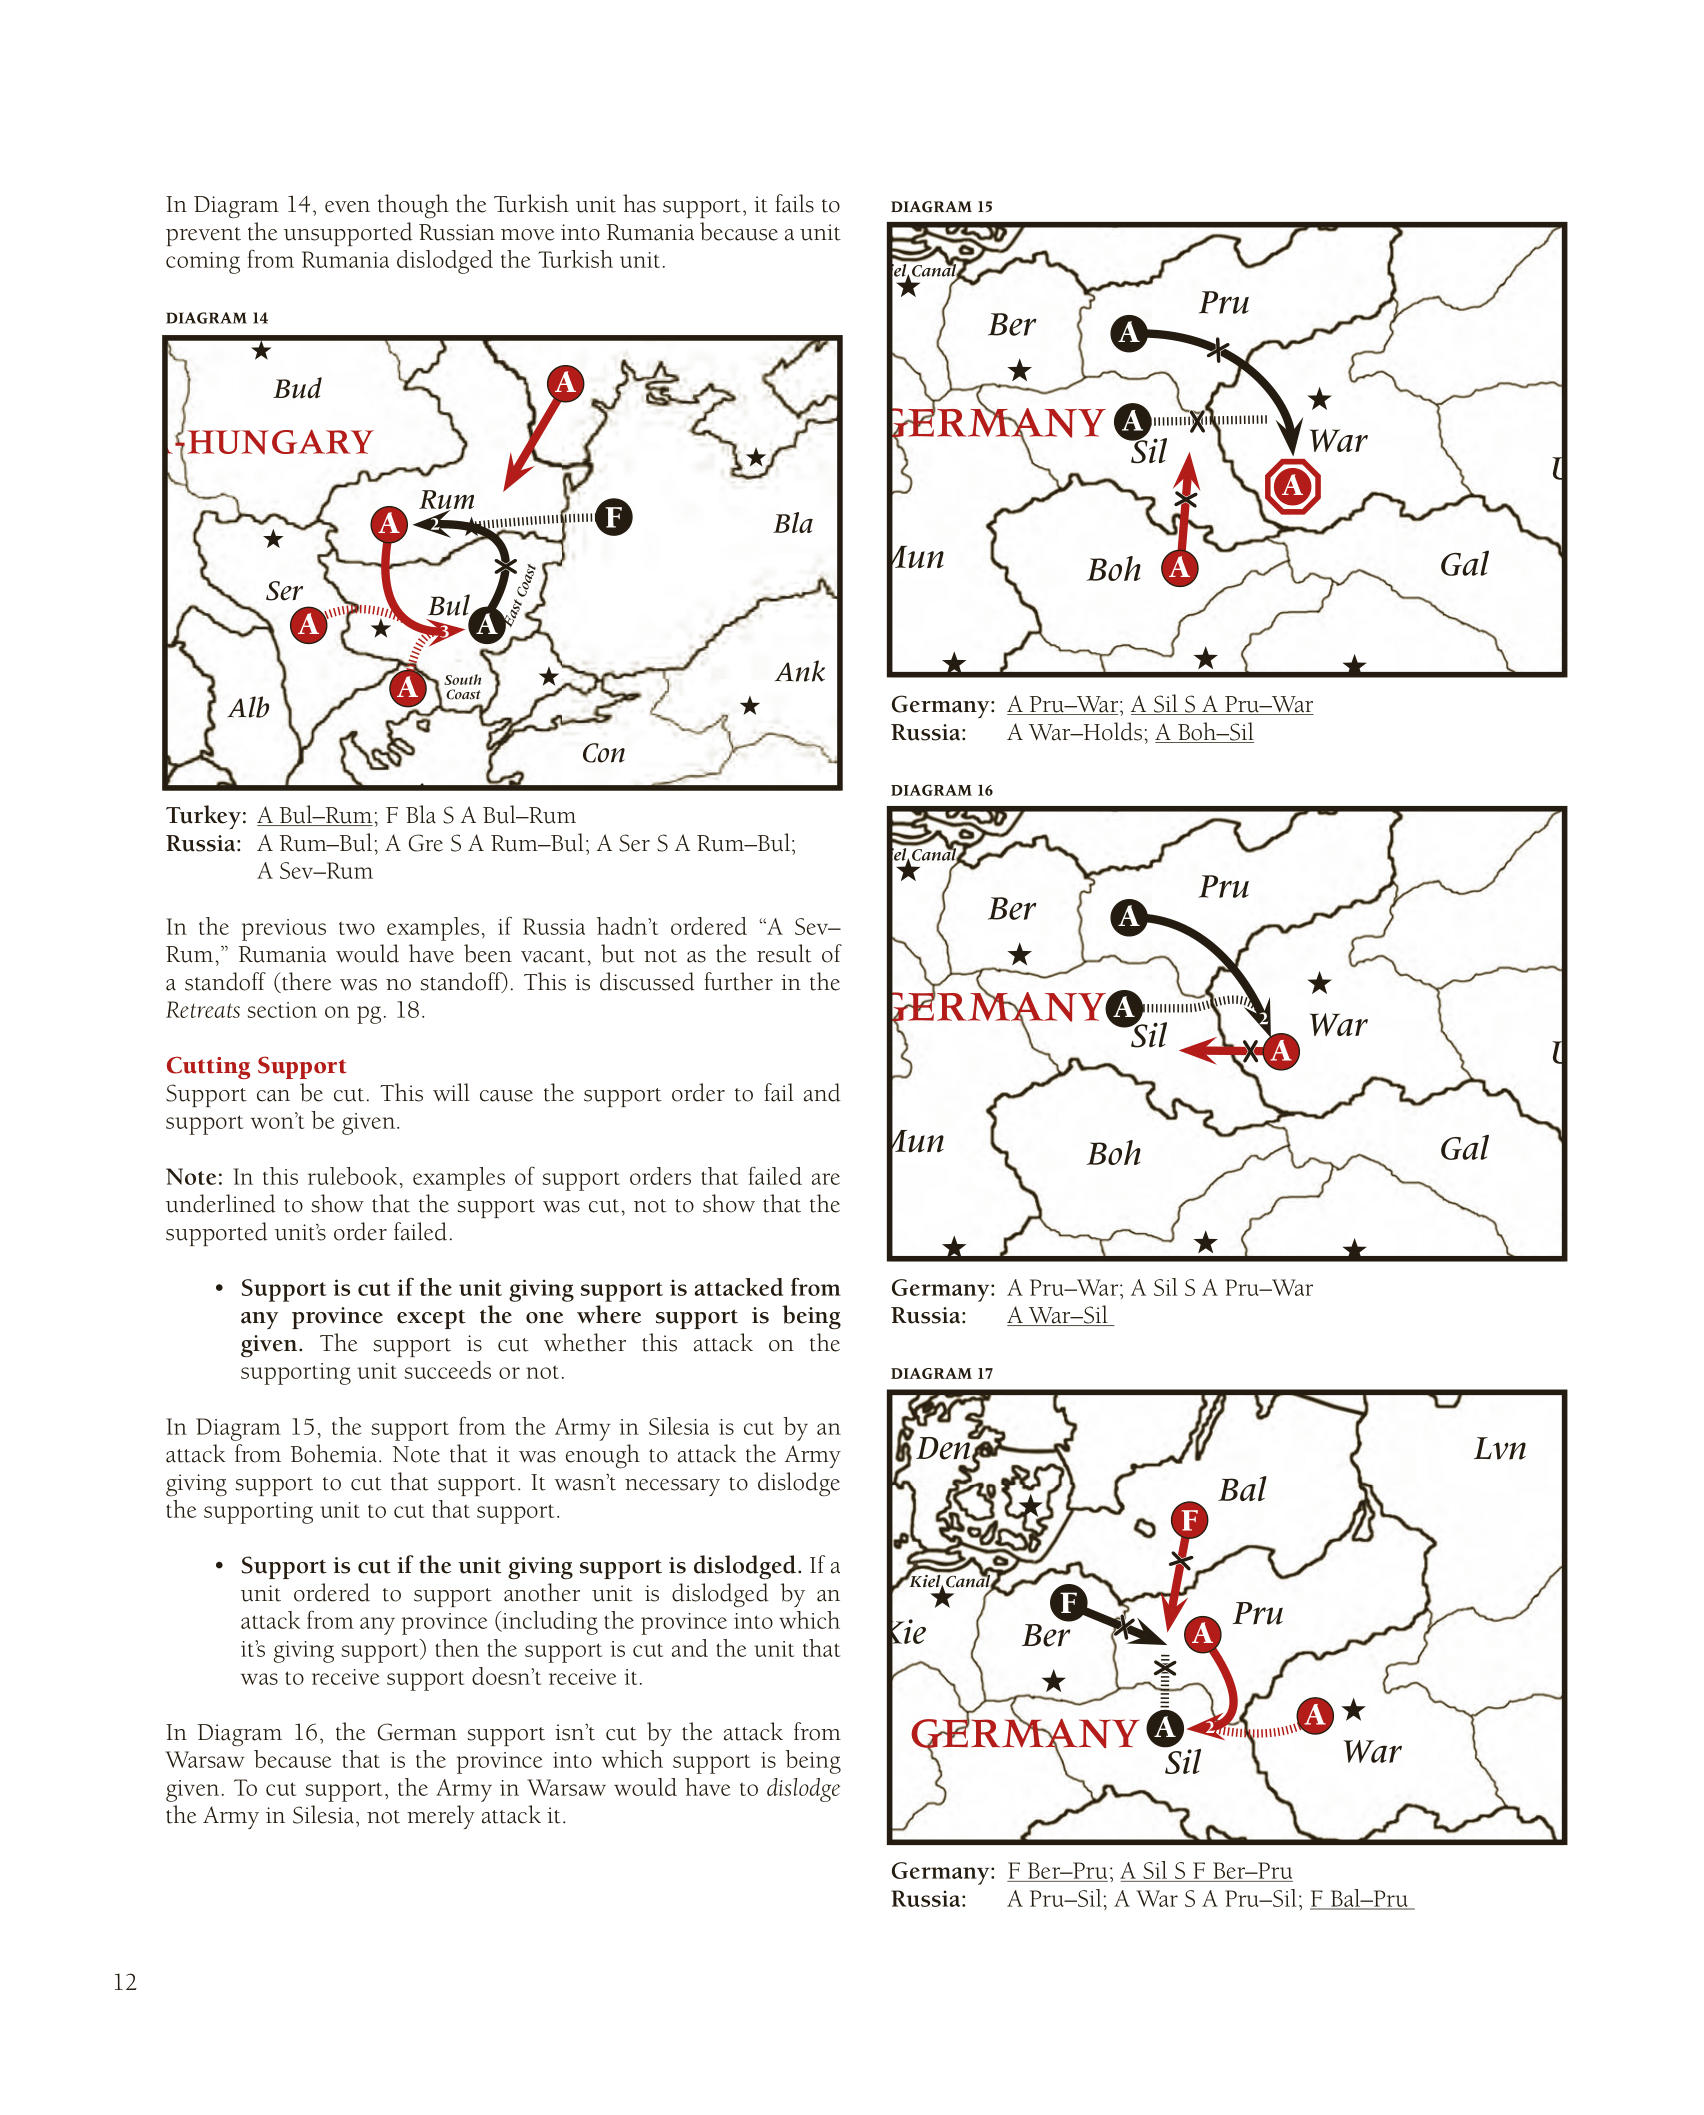 In Diagram 14, even though the Turkish unit has support, it fails to
prevent the unsupported Russian move into Rumania because a unit
coming from Rumania dislodged the Turkish unit.
DIAGRAM 14
Bud
-HUNGARY
A
Rum
A
2
F
Bla
Ser
A
Bul
3
A
East Coast
A
South
Coast
Ank
Alb
Con
Turkey: A Bul–Rum; F Bla S A Bul–Rum
Russia: A Rum–Bul; A Gre S A Rum–Bul; A Ser S A Rum–Bul;
A Sev–Rum
In the previous two examples, if Russia hadn't ordered “A Sev–
Rum,” Rumania would have been vacant, but not as the result of
a standoff (there was no standoff). This is discussed further in the
Retreats section on pg. 18.
Cutting Support
Support can be cut. This will cause the support order to fail and
support won't be given.
Note: In this rulebook, examples of support orders that failed are
underlined to show that the support was cut, not to show that the
supported unit's order failed.
• Support is cut if the unit giving support is attacked from
any province except the one where support is being
given. The support is cut whether this attack on the
supporting unit succeeds or not.
In Diagram 15, the support from the Army in Silesia is cut by an
attack from Bohemia. Note that it was enough to attack the Army
giving support to cut that support. It wasn't necessary to dislodge
the supporting unit to cut that support.
• Support is cut if the unit giving support is dislodged. If a
unit ordered to support another unit is dislodged by an
attack from any province (including the province into which
it's giving support) then the support is cut and the unit that
was to receive support doesn't receive it.
In Diagram 16, the German support isn't cut by the attack from
Warsaw because that is the province into which support is being
given. To cut support, the Army in Warsaw would have to dislodge
the Army in Silesia, not merely attack it.
12
DIAGRAM 15
iel Canal
Pru
Ber
A
GERMANY
A
Sil
War
A
Mun
Boh
A
Gal
U
Germany: A Pru–War; A Sil S A Pru–War
Russia: A War–Holds; A Boh–Sil
DIAGRAM 16
iel Canal
Pru
Ber
A
GERMANY
A
Sil
2
War
A
Mun
Boh
Gal
U
Germany: A Pru–War; A Sil S A Pru–War
Russia: A War–Sil
DIAGRAM 17
Den
Lvn
Bal
F
Kiel Canal
F
Kie
Ber
A
Pru
GERMANY
A
2
A
Sil
War
Germany: F Ber–Pru; A Sil S F Ber–Pru
Russia: A Pru–Sil; A War S A Pru–Sil; F Bal–Pru